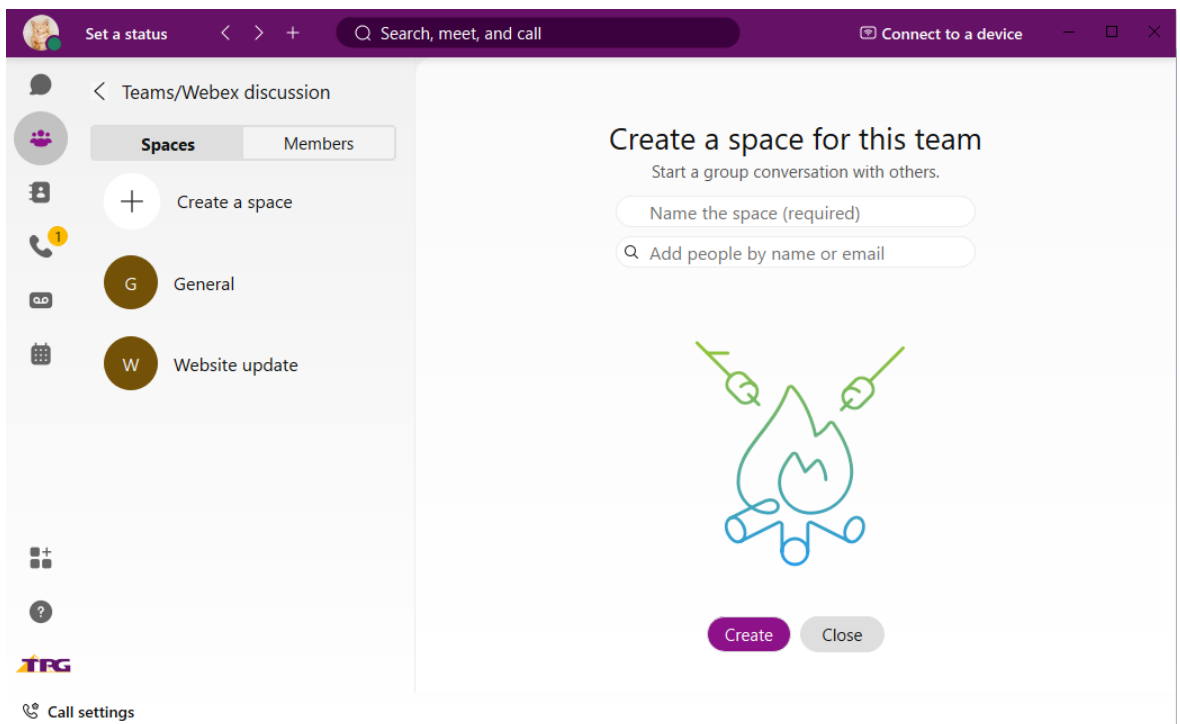 Set a status
Search, meet, and call
Connect to a device
Teams/Webex discussion
Spaces
Members
Create a space
1
G
General
W
Website update
Create a space for this team
Start a group conversation with others.
Name the space (required)
Add people by name or email
Create
Close
?
TPG
Call settings